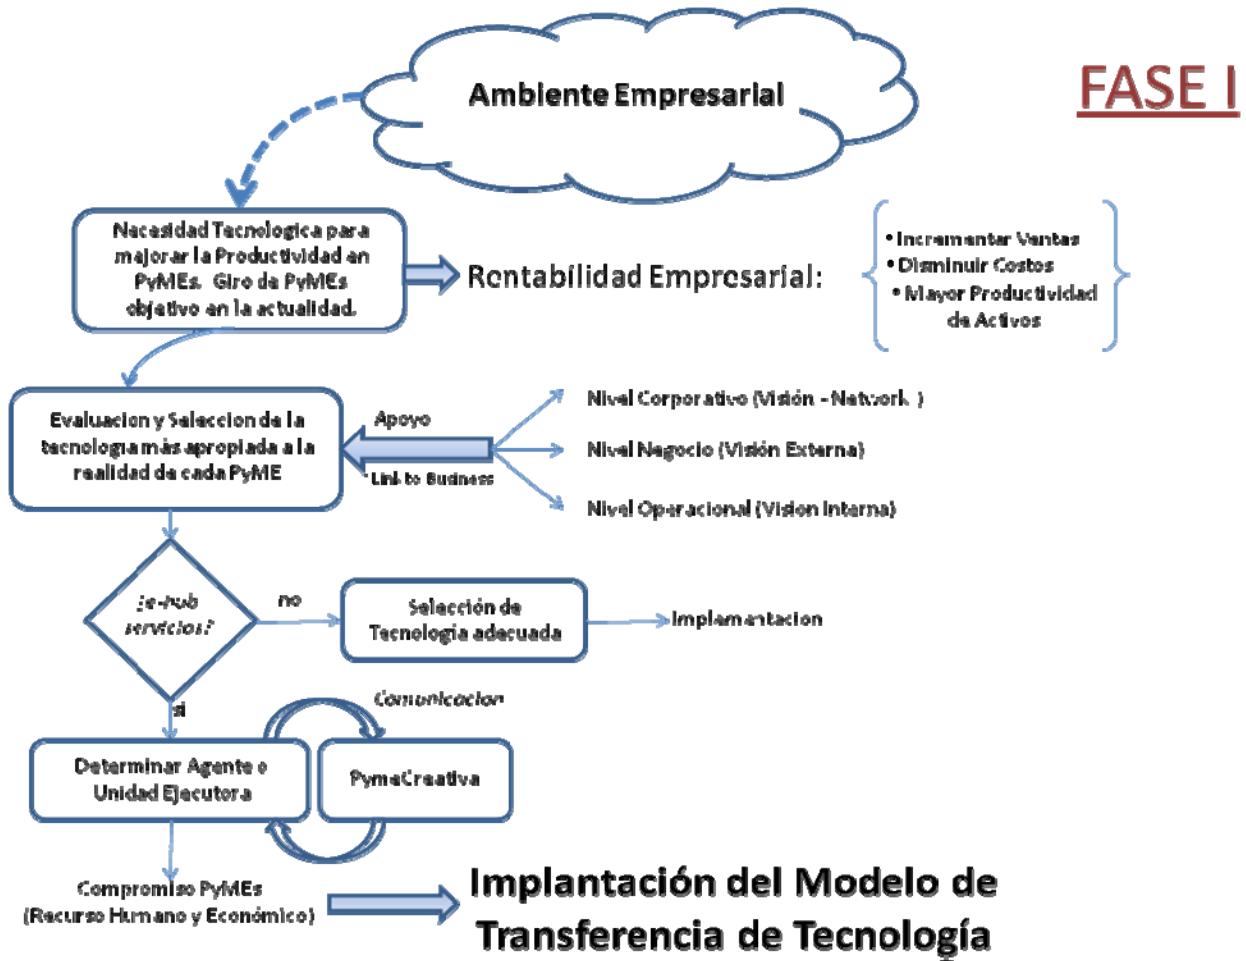 Ambiente Empresarial
FASE I
Necesidad Tecnologica para
majorar la Productividad en
PyMEs. Giro de PyMEs
objetivo en la actualidad.
Rentabilidad Empresarial:
• Incrementar Ventas
• Disminuir Costos
• Mayor Productividad
de Activos
Evaluacion y Seleccion de la
tecnologia más apropiada a la
realidad de cada PyME
Apoyo
"Link to Business
Nivel Corporativo (Visión - Network )
Nivel Negocio (Visión Externa)
Nivel Operacional (Vision Interna)
¿e-hub
servicios?
no
Selección de
Tecnología adecuada
Implementacion
si
Comunicacion
Determinar Agente o
Unidad Ejecutora
PymeCreativa
Compromiso PyMEs
(Recurso Humano y Económico)
Implantación del Modelo de
Transferencia de Tecnología